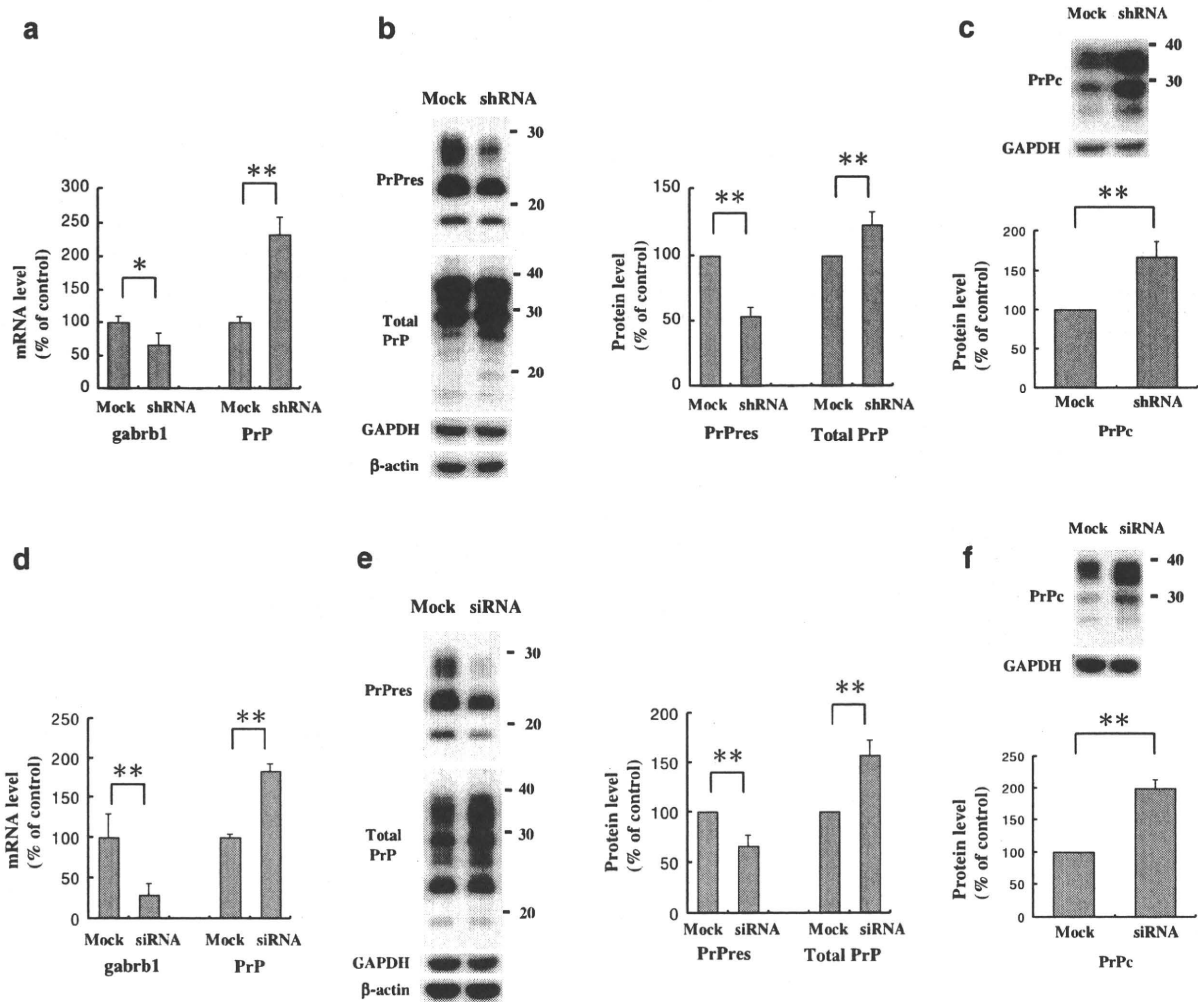 a
mRNA level
(% of control)
300
250
200
150
100
50
0
*
**
Mock shRNA Mock shRNA
gabrb1 PrP
b
Mock shRNA
PrPres
30
20
Total
PrP
40
30
20
GAPDH
β-actin
Protein level
(% of control)
150
100
50
0
**
**
Mock shRNA Mock shRNA
PrPres Total PrP
c
Mock shRNA
PrPc
40
30
GAPDH
Protein level
(% of control)
200
150
100
50
0
**
Mock shRNA
PrPc
d
mRNA level
(% of control)
250
200
150
100
50
0
**
**
Mock siRNA Mock siRNA
gabrb1 PrP
e
Mock siRNA
PrPres
30
20
Total
PrP
40
30
20
GAPDH
β-actin
Protein level
(% of control)
200
150
100
50
0
**
**
Mock siRNA Mock siRNA
PrPres Total PrP
f
Mock siRNA
PrPc
40
30
GAPDH
Protein level
(% of control)
250
200
150
100
50
0
**
Mock siRNA
PrPc